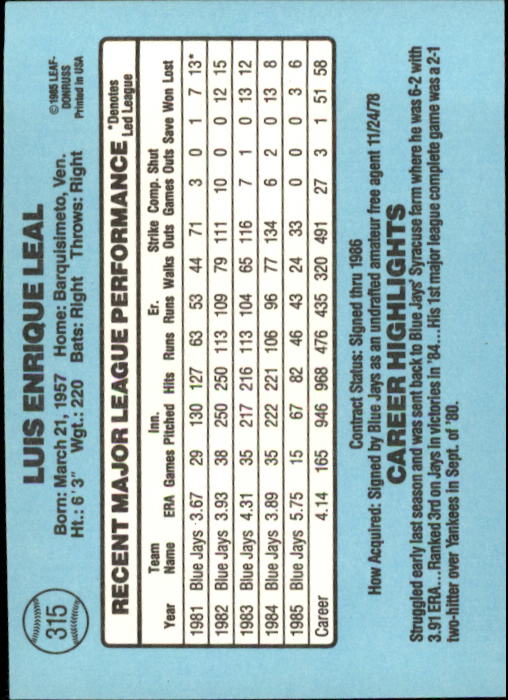 315
LUIS ENRIQUE LEAL
©1985 LEAF-
DONRUSS
Printed in USA
Born: March 21, 1957 Home: Barquisimeto, Ven.
Ht.: 6'3" Wgt.: 220 Bats: Right Throws: Right
RECENT MAJOR LEAGUE PERFORMANCE *Denotes Led League
Year Team Name ERA Games Inn. Pitched Hits Runs Er. Runs Walks Strike Outs Comp. Games Shut Outs Save Won Lost
1981 Blue Jays 3.67 29 130 127 63 53 44 71 3 0 1 7 13*
1982 Blue Jays 3.93 38 250 250 113 109 79 111 10 0 0 12 15
1983 Blue Jays 4.31 35 217 216 113 104 65 116 7 1 0 13 12
1984 Blue Jays 3.89 35 222 221 106 96 77 134 6 2 0 13 8
1985 Blue Jays 5.75 15 67 82 46 43 24 33 0 0 0 3 6
Career 4.14 165 946 968 476 435 320 491 27 3 1 51 58
Contract Status: Signed thru 1986
How Acquired: Signed by Blue Jays as an undrafted amateur free agent 11/24/78
CAREER HIGHLIGHTS
Struggled early last season and was sent back to Blue Jays' Syracuse farm where he was 6-2 with
3.91 ERA...Ranked 3rd on Jays in victories in '84...His 1st major league complete game was a 2-1
two-hitter over Yankees in Sept. of '80.